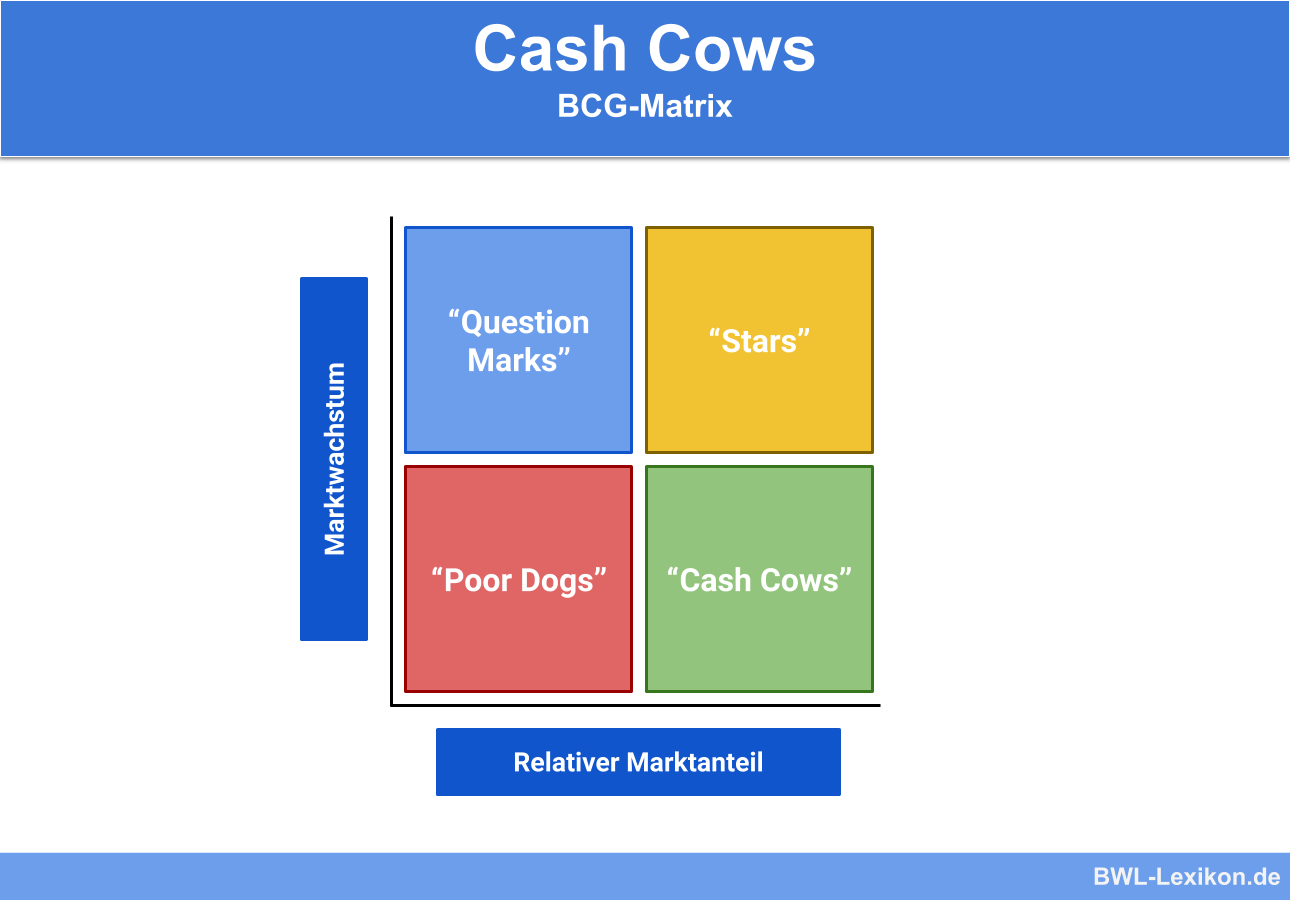 Cash Cows
BCG-Matrix
“Question
Marks”
“Stars”
Marktwachstum
“Poor Dogs”
“Cash Cows”
Relativer Marktanteil
BWL-Lexikon.de